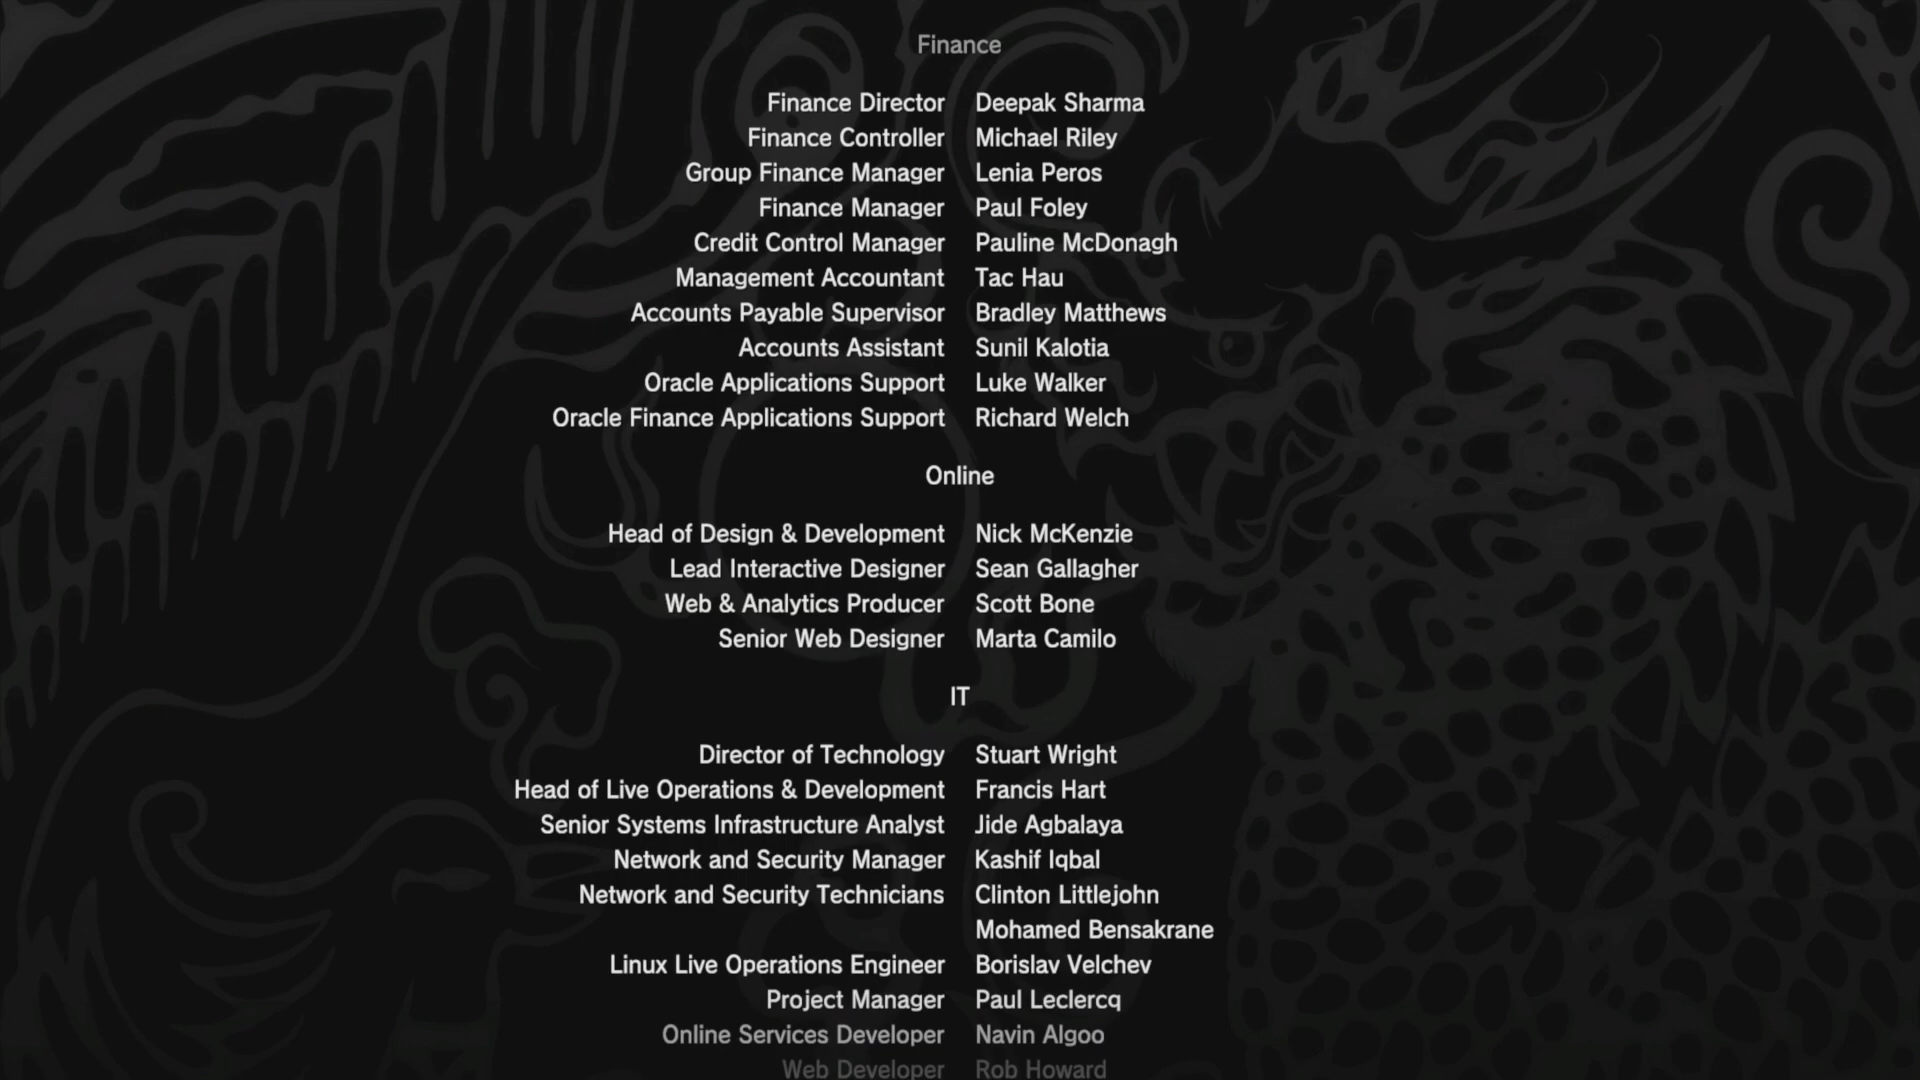 Finance
Finance Director Deepak Sharma
Finance Controller Michael Riley
Group Finance Manager Lenia Peros
Finance Manager Paul Foley
Credit Control Manager Pauline McDonagh
Management Accountant Tac Hau
Accounts Payable Supervisor Bradley Matthews
Accounts Assistant Sunil Kalotia
Oracle Applications Support Luke Walker
Oracle Finance Applications Support Richard Welch
Online
Head of Design & Development Nick McKenzie
Lead Interactive Designer Sean Gallagher
Web & Analytics Producer Scott Bone
Senior Web Designer Marta Camilo
IT
Director of Technology Stuart Wright
Head of Live Operations & Development Francis Hart
Senior Systems Infrastructure Analyst Jide Agbalaya
Network and Security Manager Kashif Iqbal
Network and Security Technicians Clinton Littlejohn
Mohamed Bensakrane
Linux Live Operations Engineer Borislav Velchev
Project Manager Paul Leclercq
Online Services Developer Navin Algoo
Web Developer Rob Howard